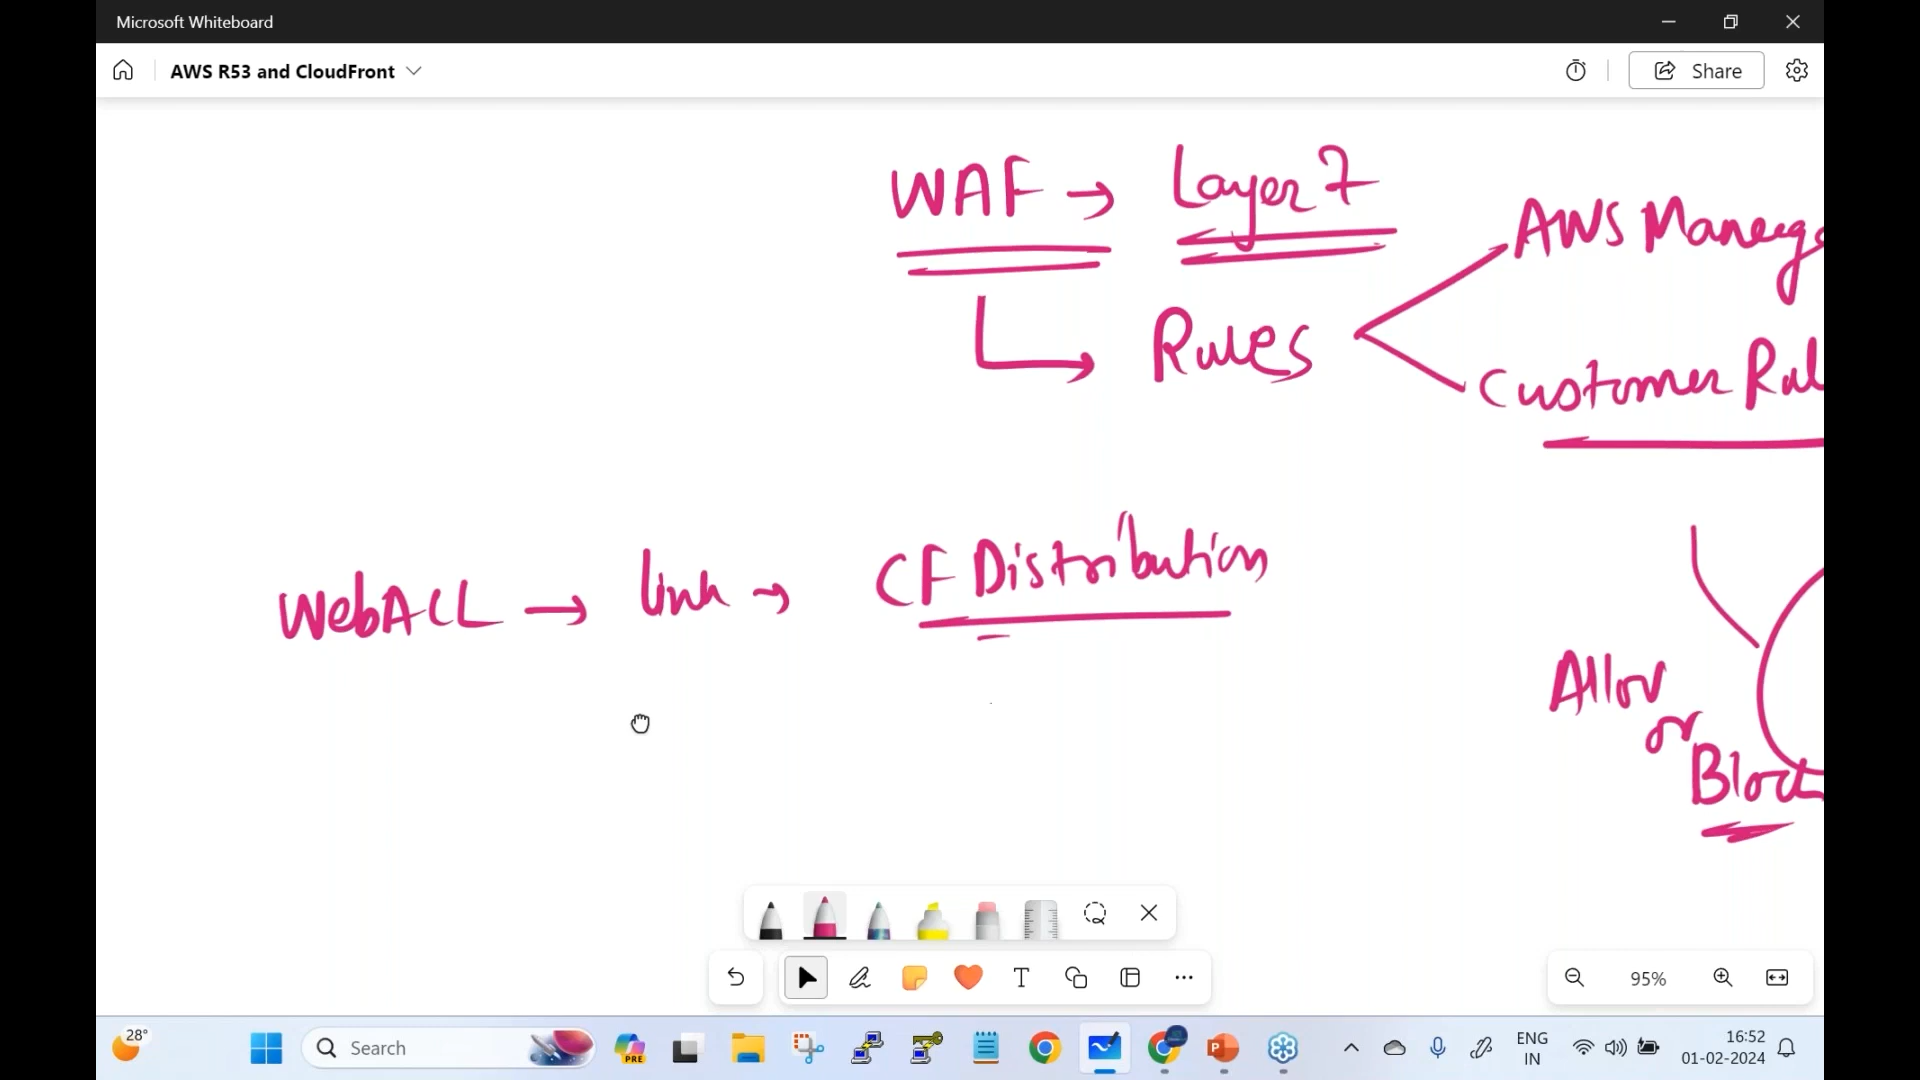 Microsoft Whiteboard
AWS R53 and CloudFront
Share
WAF → Layer 7
AWS Manag
Rules
Customer Rul
WebACL → link → CF Distribution
Allow
or
Block
95%
28°
Search
PRE
ENG
IN
16:52
01-02-2024